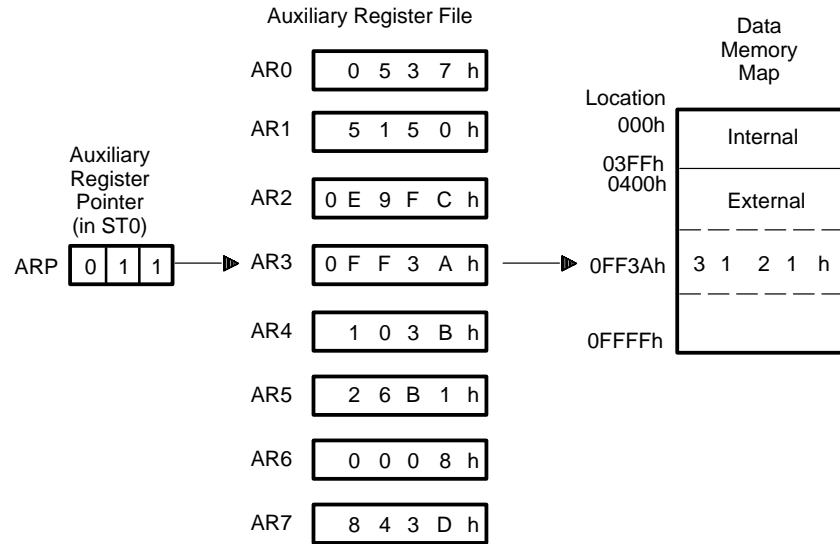 Auxiliary Register File
Data
Memory
Map
AR0 0 5 3 7 h
Location
000h
Internal
AR1 5 1 5 0 h
03FFh
0400h
Auxiliary
Register
Pointer
(in ST0)
AR2 0 E 9 F C h
External
ARP 0 1 1
AR3 0 F F 3 A h
0FF3Ah 3 1 2 1 h
AR4 1 0 3 B h
0FFFFh
AR5 2 6 B 1 h
AR6 0 0 0 8 h
AR7 8 4 3 D h